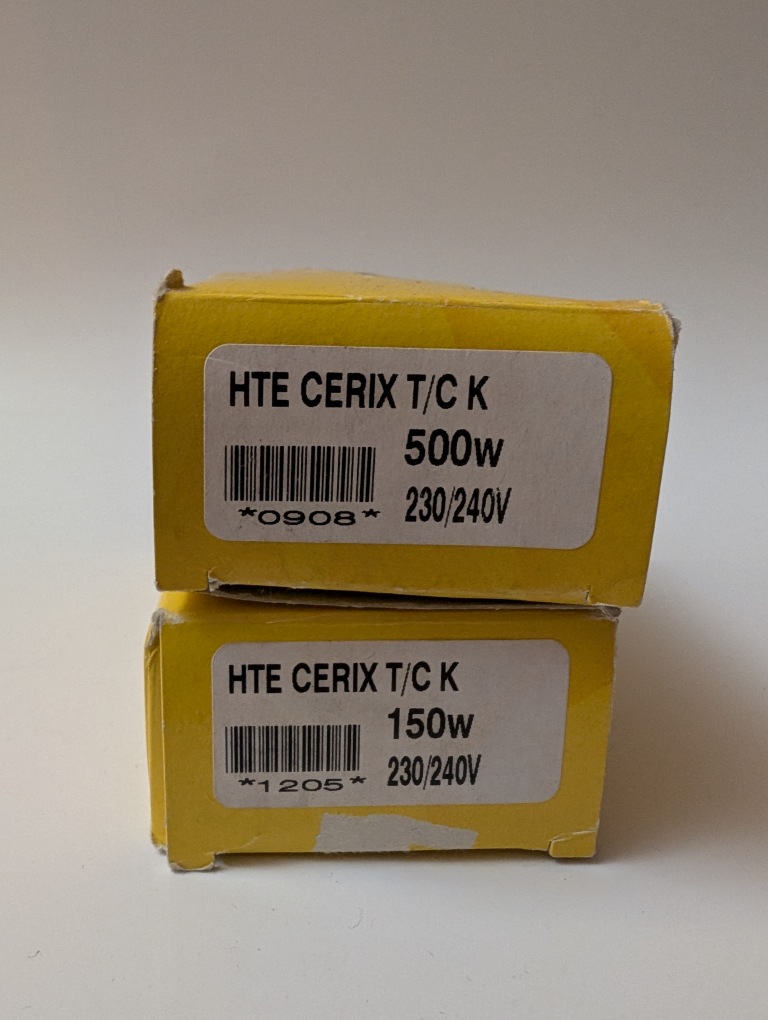 HTE CERIX T/C K
500w
*0908*
230/240V
HTE CERIX T/C K
150w
*1205*
230/240V